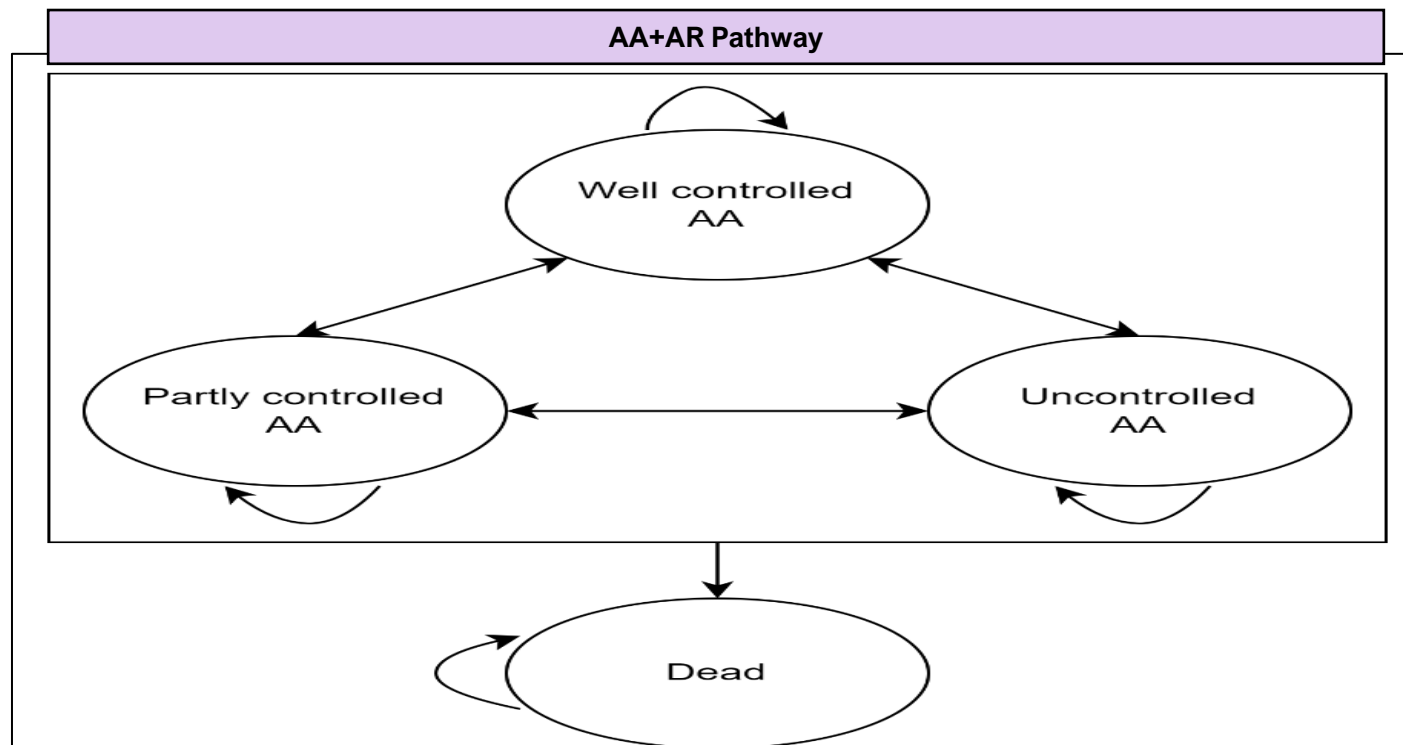 AA+AR Pathway
Well controlled
AA
Partly controlled
AA
Uncontrolled
AA
Dead